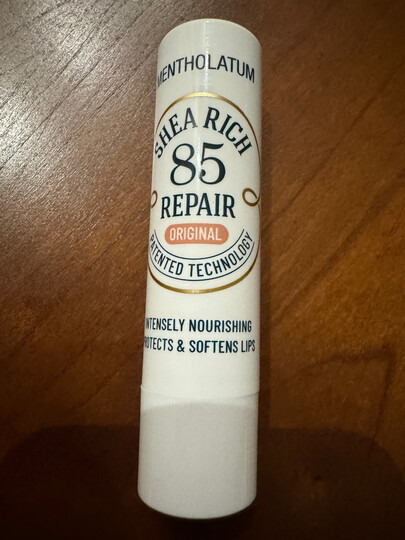 MENTHOLATUM
SHEA RICH
85
REPAIR
ORIGINAL
PATENTED TECHNOLOGY
INTENSELY NOURISHING
PROTECTS & SOFTENS LIPS